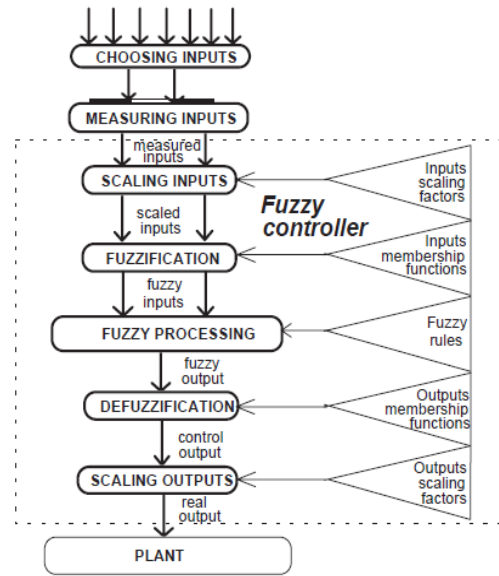 CHOOSING INPUTS
MEASURING INPUTS
measured
inputs
SCALING INPUTS
Inputs
scaling
factors
scaled
inputs
Fuzzy
controller
FUZZIFICATION
Inputs
membership
functions
fuzzy
inputs
FUZZY PROCESSING
Fuzzy
rules
fuzzy
output
DEFUZZIFICATION
Outputs
membership
functions
control
output
SCALING OUTPUTS
Outputs
scaling
factors
real
output
PLANT